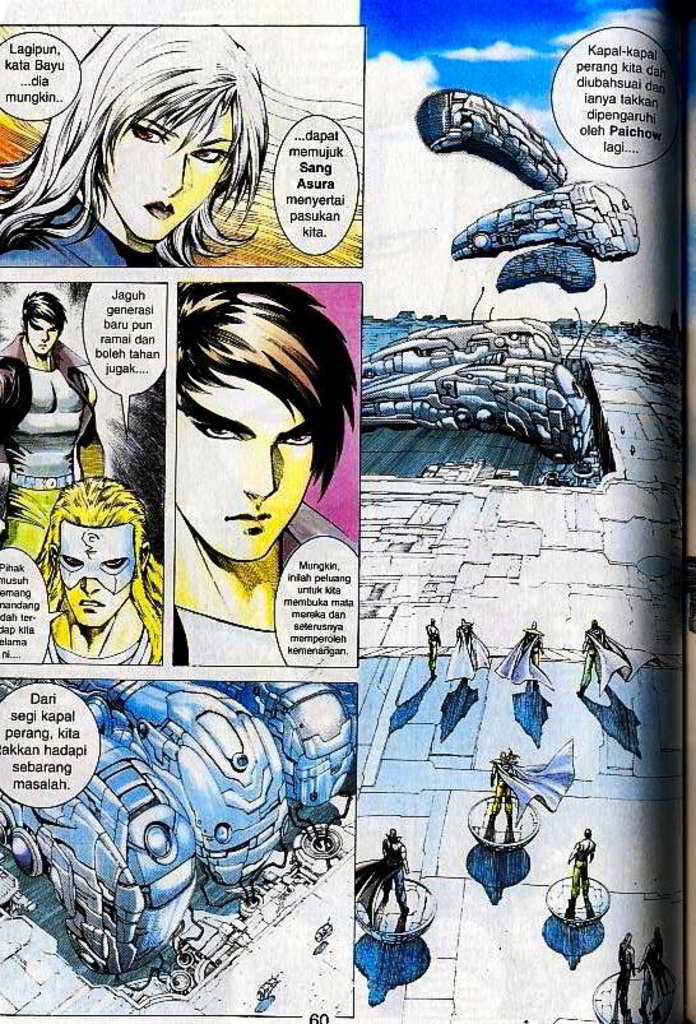 Lagipun,
kata Bayu
...dia
mungkin..
...dapat
memujuk
Sang
Asura
menyertai
pasukan
kita.
Kapal-kapal
perang kita dah
diubahsuai dan
ianya takkan
dipengaruhi
oleh Paichow
lagi....
Jaguh
generasi
baru pun
ramai dan
boleh tahan
jugak....
Pihak
musuh
emang
nandang
dah ter-
dap kita
elama
ni....
Mungkin,
inilah peluang
untuk kita
membuka mata
mereka dan
seterusnya
memperoleh
kemenangan.
Dari
segi kapal
perang, kita
takkan hadapi
sebarang
masalah.
60